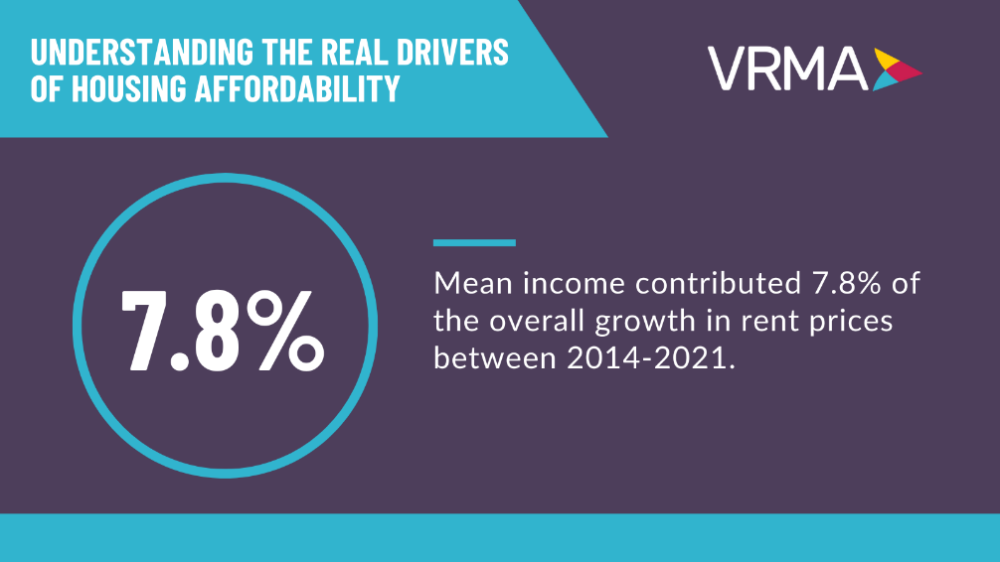 UNDERSTANDING THE REAL DRIVERS
OF HOUSING AFFORDABILITY
VRMA
7.8%
Mean income contributed 7.8% of
the overall growth in rent prices
between 2014-2021.